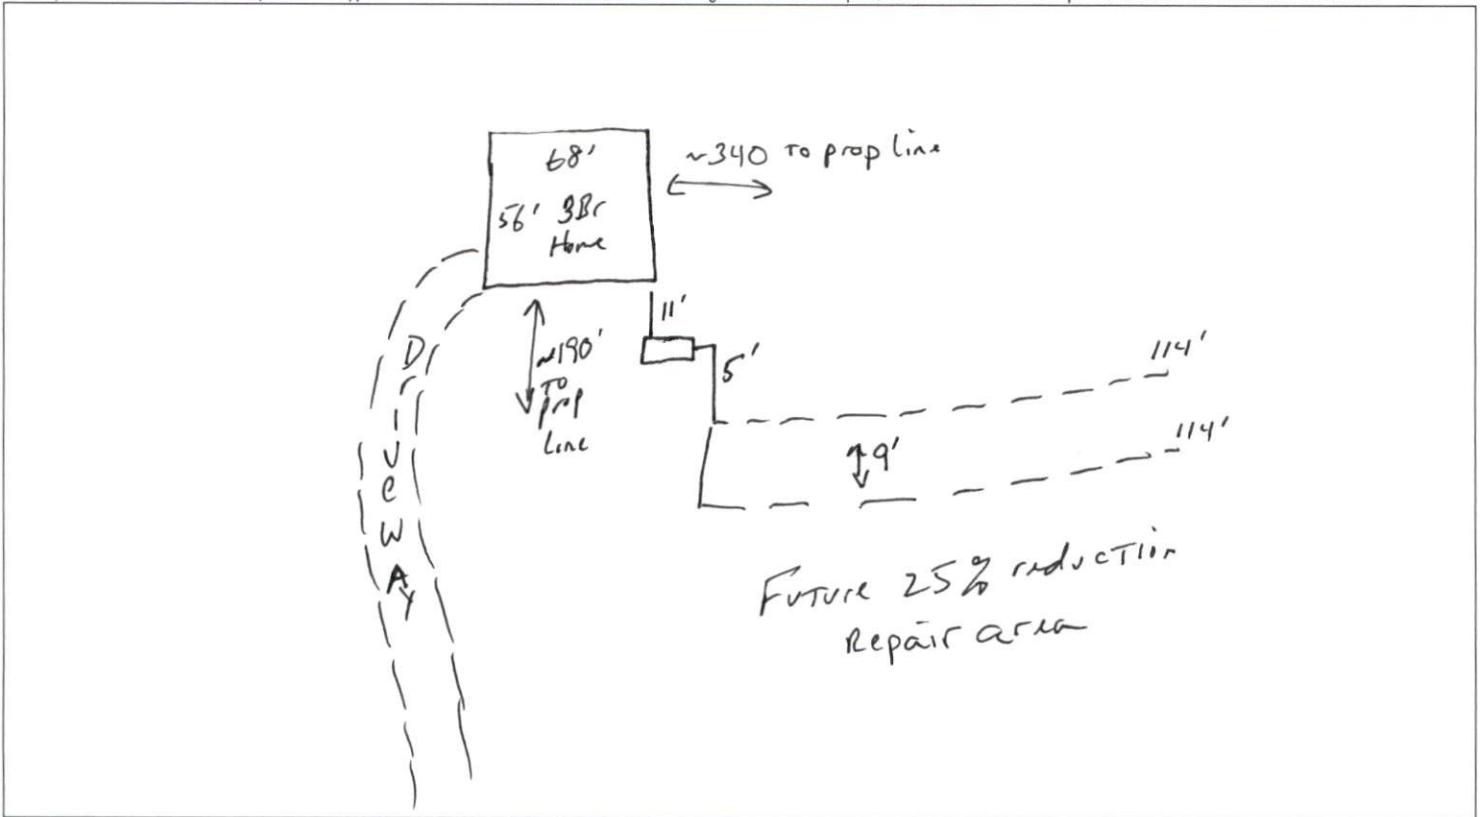 68'
~340 To prop line
56' 3Br
Home
11'
~190'
To
prop
Line
5'
114'
9'
114'
DriveWAY
Future 25% reduction
Repair area